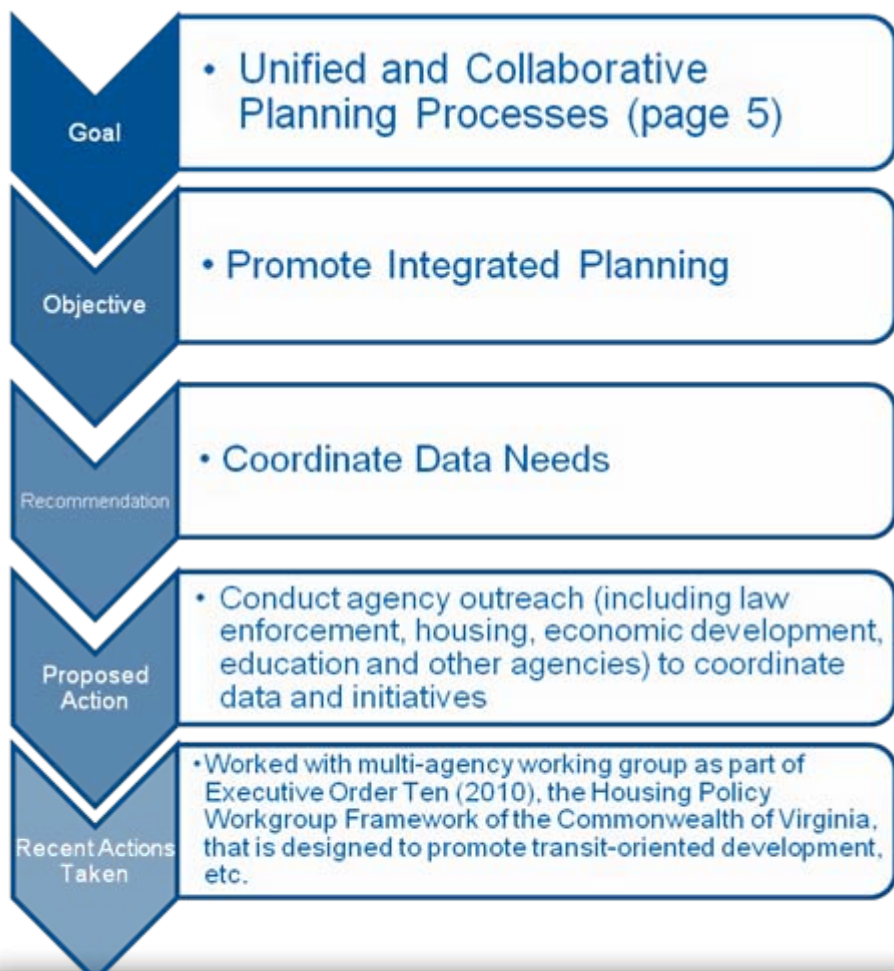 Goal
• Unified and Collaborative
Planning Processes (page 5)
Objective
• Promote Integrated Planning
Recommendation
• Coordinate Data Needs
Proposed
Action
• Conduct agency outreach (including law
enforcement, housing, economic development,
education and other agencies) to coordinate
data and initiatives
Recent Actions
Taken
• Worked with multi-agency working group as part of
Executive Order Ten (2010), the Housing Policy
Workgroup Framework of the Commonwealth of Virginia,
that is designed to promote transit-oriented development,
etc.